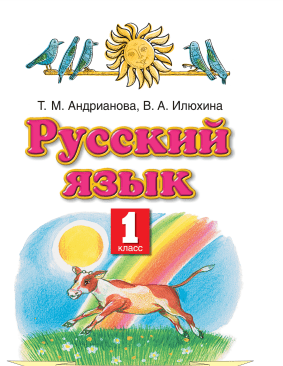 Т. М. Андрианова, В. А. Илюхина
Русский
язык
1
класс